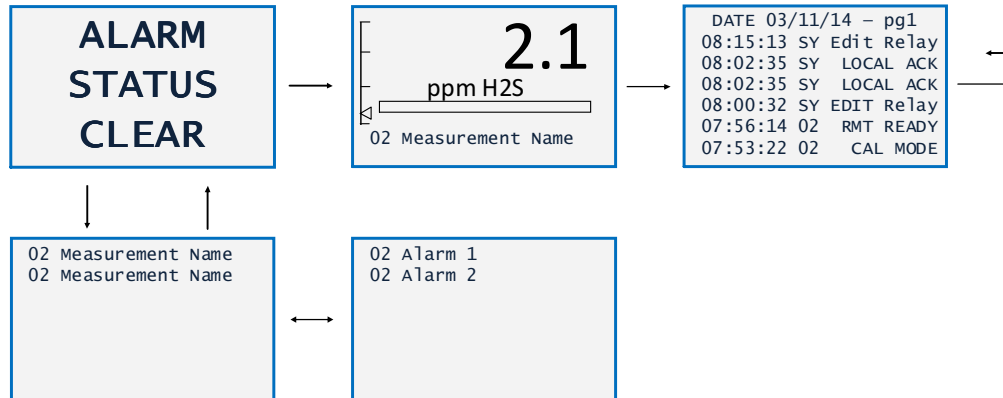 ALARM
STATUS
CLEAR
2.1
ppm H2S
02 Measurement Name
DATE 03/11/14 – pg1
08:15:13 SY Edit Relay
08:02:35 SY LOCAL ACK
08:02:35 SY LOCAL ACK
08:00:32 SY EDIT Relay
07:56:14 02 RMT READY
07:53:22 02 CAL MODE
02 Measurement Name
02 Measurement Name
02 Alarm 1
02 Alarm 2